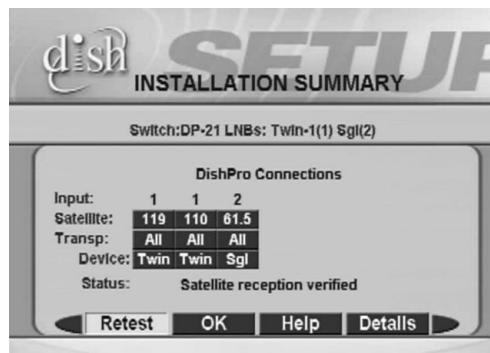 dish SETUP
INSTALLATION SUMMARY
Switch:DP-21 LNBs: Twin-1(1) Sgl(2)
DishPro Connections
Input: 1 1 2
Satellite: 119 110 61.5
Transp: All All All
Device: Twin Twin Sgl
Status: Satellite reception verified
Retest OK Help Details